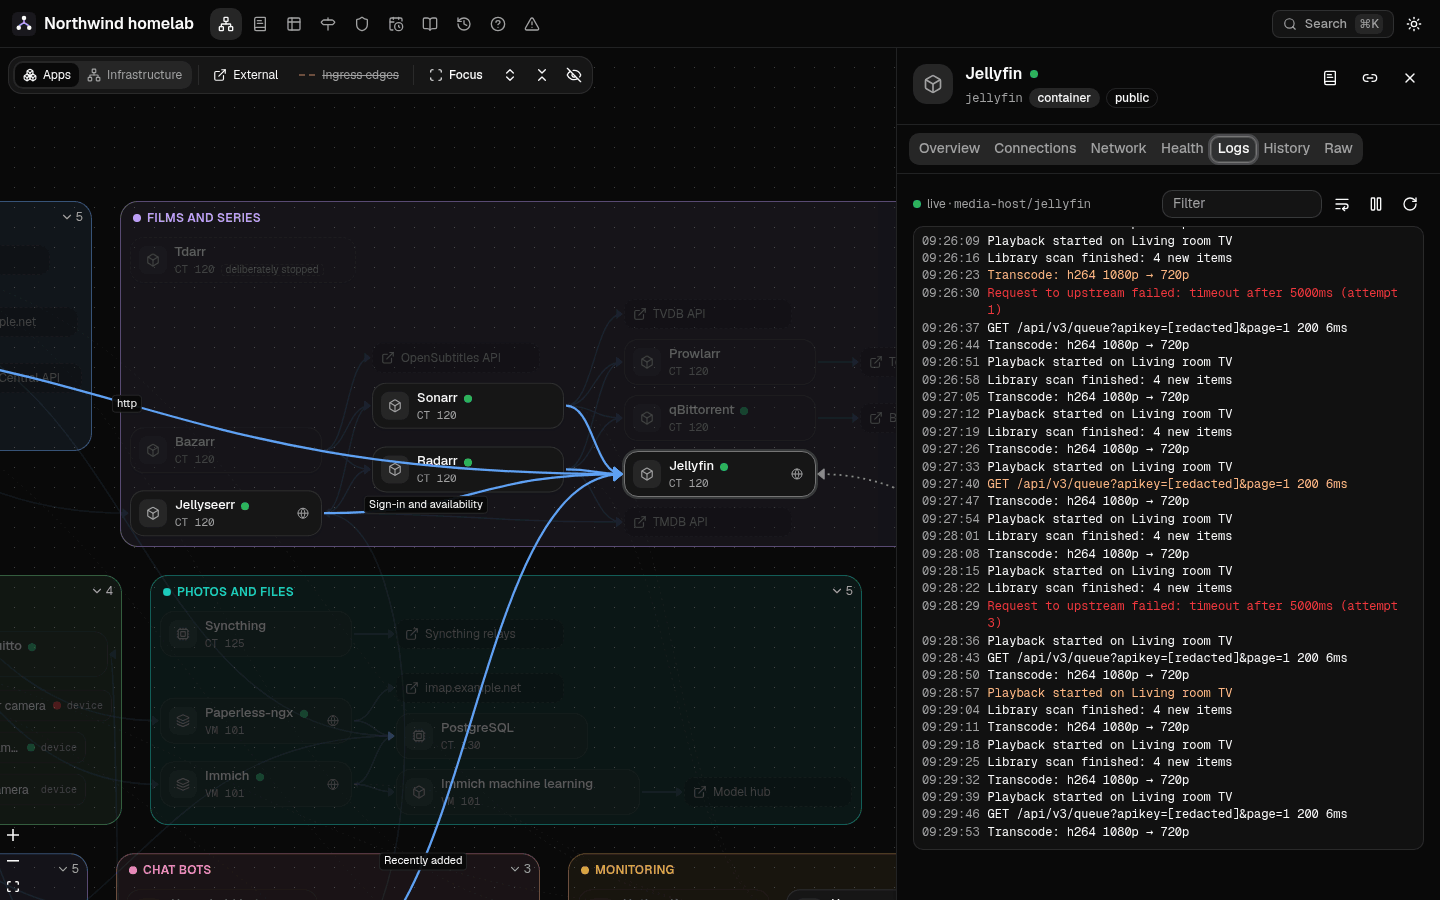 Northwind homelab
Search ⌘K
Apps
Infrastructure
External
Ingress edges
Focus
5
FILMS AND SERIES
Tdarr
CT 120 deliberately stopped
ple.net
Central API
OpenSubtitles API
TVDB API
Prowlarr
CT 120
http
Sonarr
CT 120
qBittorrent
CT 120
Bazarr
CT 120
Radarr
CT 120
Jellyfin
CT 120
Jellyseerr
CT 120
Sign-in and availability
TMDB API
4
PHOTOS AND FILES
5
Syncthing
CT 125
Syncthing relays
itto
imap.example.net
r camera device
Paperless-ngx
VM 101
PostgreSQL
CT 130
m... device
Immich
VM 101
Immich machine learning
VM 101
Model hub
amera device
Recently added
5
CHAT BOTS
3
MONITORING
Jellyfin
jellyfin container public
Overview Connections Network Health Logs History Raw
live · media-host/jellyfin
Filter
09:26:09 Playback started on Living room TV
09:26:16 Library scan finished: 4 new items
09:26:23 Transcode: h264 1080p → 720p
09:26:30 Request to upstream failed: timeout after 5000ms (attempt
1)
09:26:37 GET /api/v3/queue?apikey=[redacted]&page=1 200 6ms
09:26:44 Transcode: h264 1080p → 720p
09:26:51 Playback started on Living room TV
09:26:58 Library scan finished: 4 new items
09:27:05 Transcode: h264 1080p → 720p
09:27:12 Playback started on Living room TV
09:27:19 Library scan finished: 4 new items
09:27:26 Transcode: h264 1080p → 720p
09:27:33 Playback started on Living room TV
09:27:40 GET /api/v3/queue?apikey=[redacted]&page=1 200 6ms
09:27:47 Transcode: h264 1080p → 720p
09:27:54 Playback started on Living room TV
09:28:01 Library scan finished: 4 new items
09:28:08 Transcode: h264 1080p → 720p
09:28:15 Playback started on Living room TV
09:28:22 Library scan finished: 4 new items
09:28:29 Request to upstream failed: timeout after 5000ms (attempt
3)
09:28:36 Playback started on Living room TV
09:28:43 GET /api/v3/queue?apikey=[redacted]&page=1 200 6ms
09:28:50 Transcode: h264 1080p → 720p
09:28:57 Playback started on Living room TV
09:29:04 Library scan finished: 4 new items
09:29:11 Transcode: h264 1080p → 720p
09:29:18 Playback started on Living room TV
09:29:25 Library scan finished: 4 new items
09:29:32 Transcode: h264 1080p → 720p
09:29:39 Playback started on Living room TV
09:29:46 GET /api/v3/queue?apikey=[redacted]&page=1 200 6ms
09:29:53 Transcode: h264 1080p → 720p